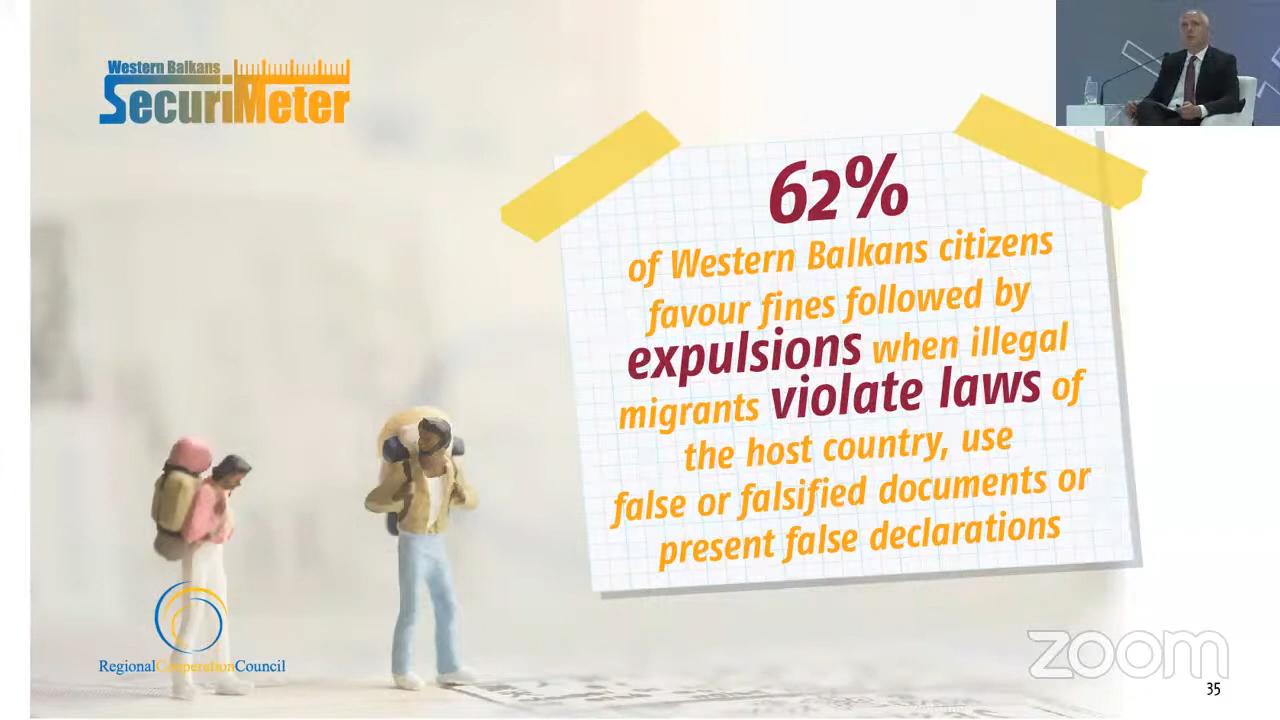 Western Balkans
SecuriMeter
62%
of Western Balkans citizens
favour fines followed by
expulsions when illegal
migrants violate laws of
the host country, use
false or falsified documents or
present false declarations
RegionalCooperationCouncil
zoom
35